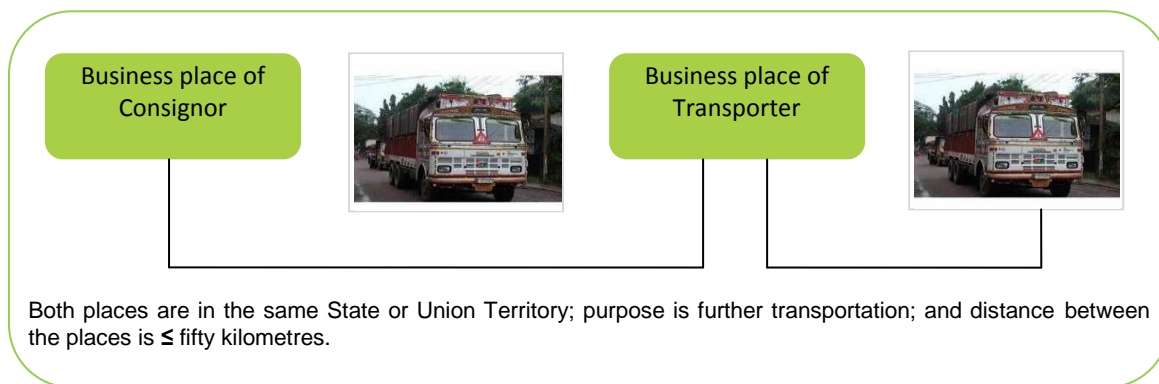 Business place of
Consignor
Business place of
Transporter
Both places are in the same State or Union Territory; purpose is further transportation; and distance between
the places is ≤ fifty kilometres.